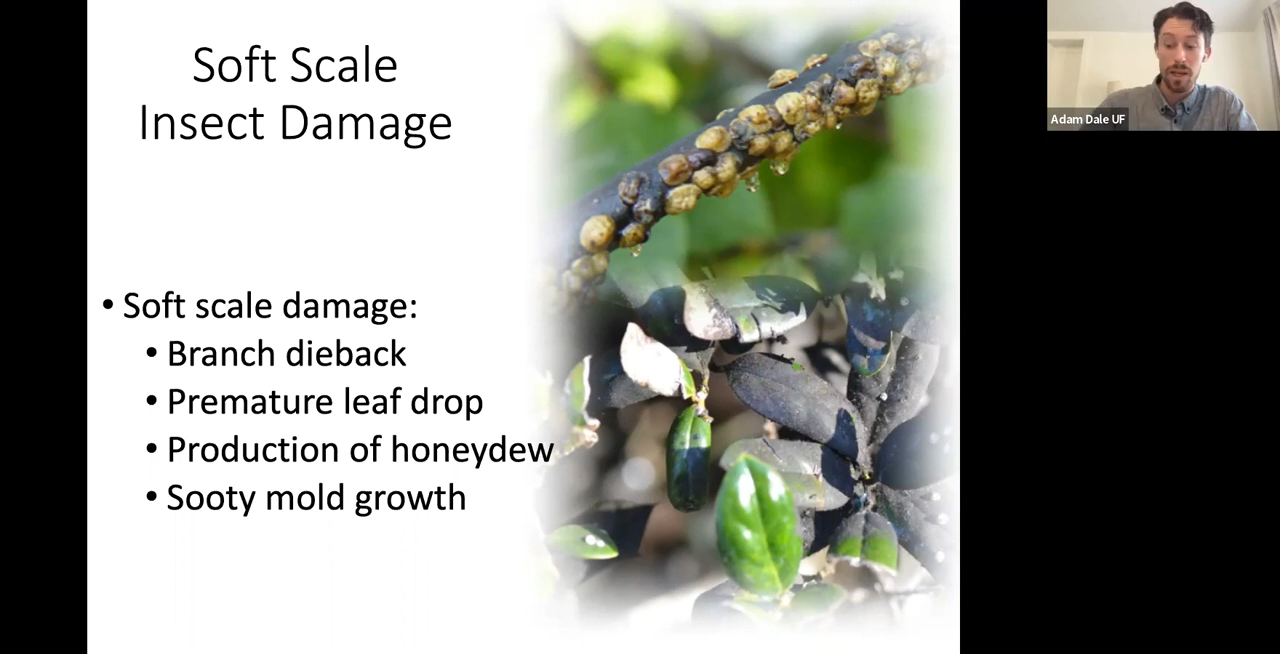 Soft Scale
Insect Damage
• Soft scale damage:
• Branch dieback
• Premature leaf drop
• Production of honeydew
• Sooty mold growth
Adam Dale UF